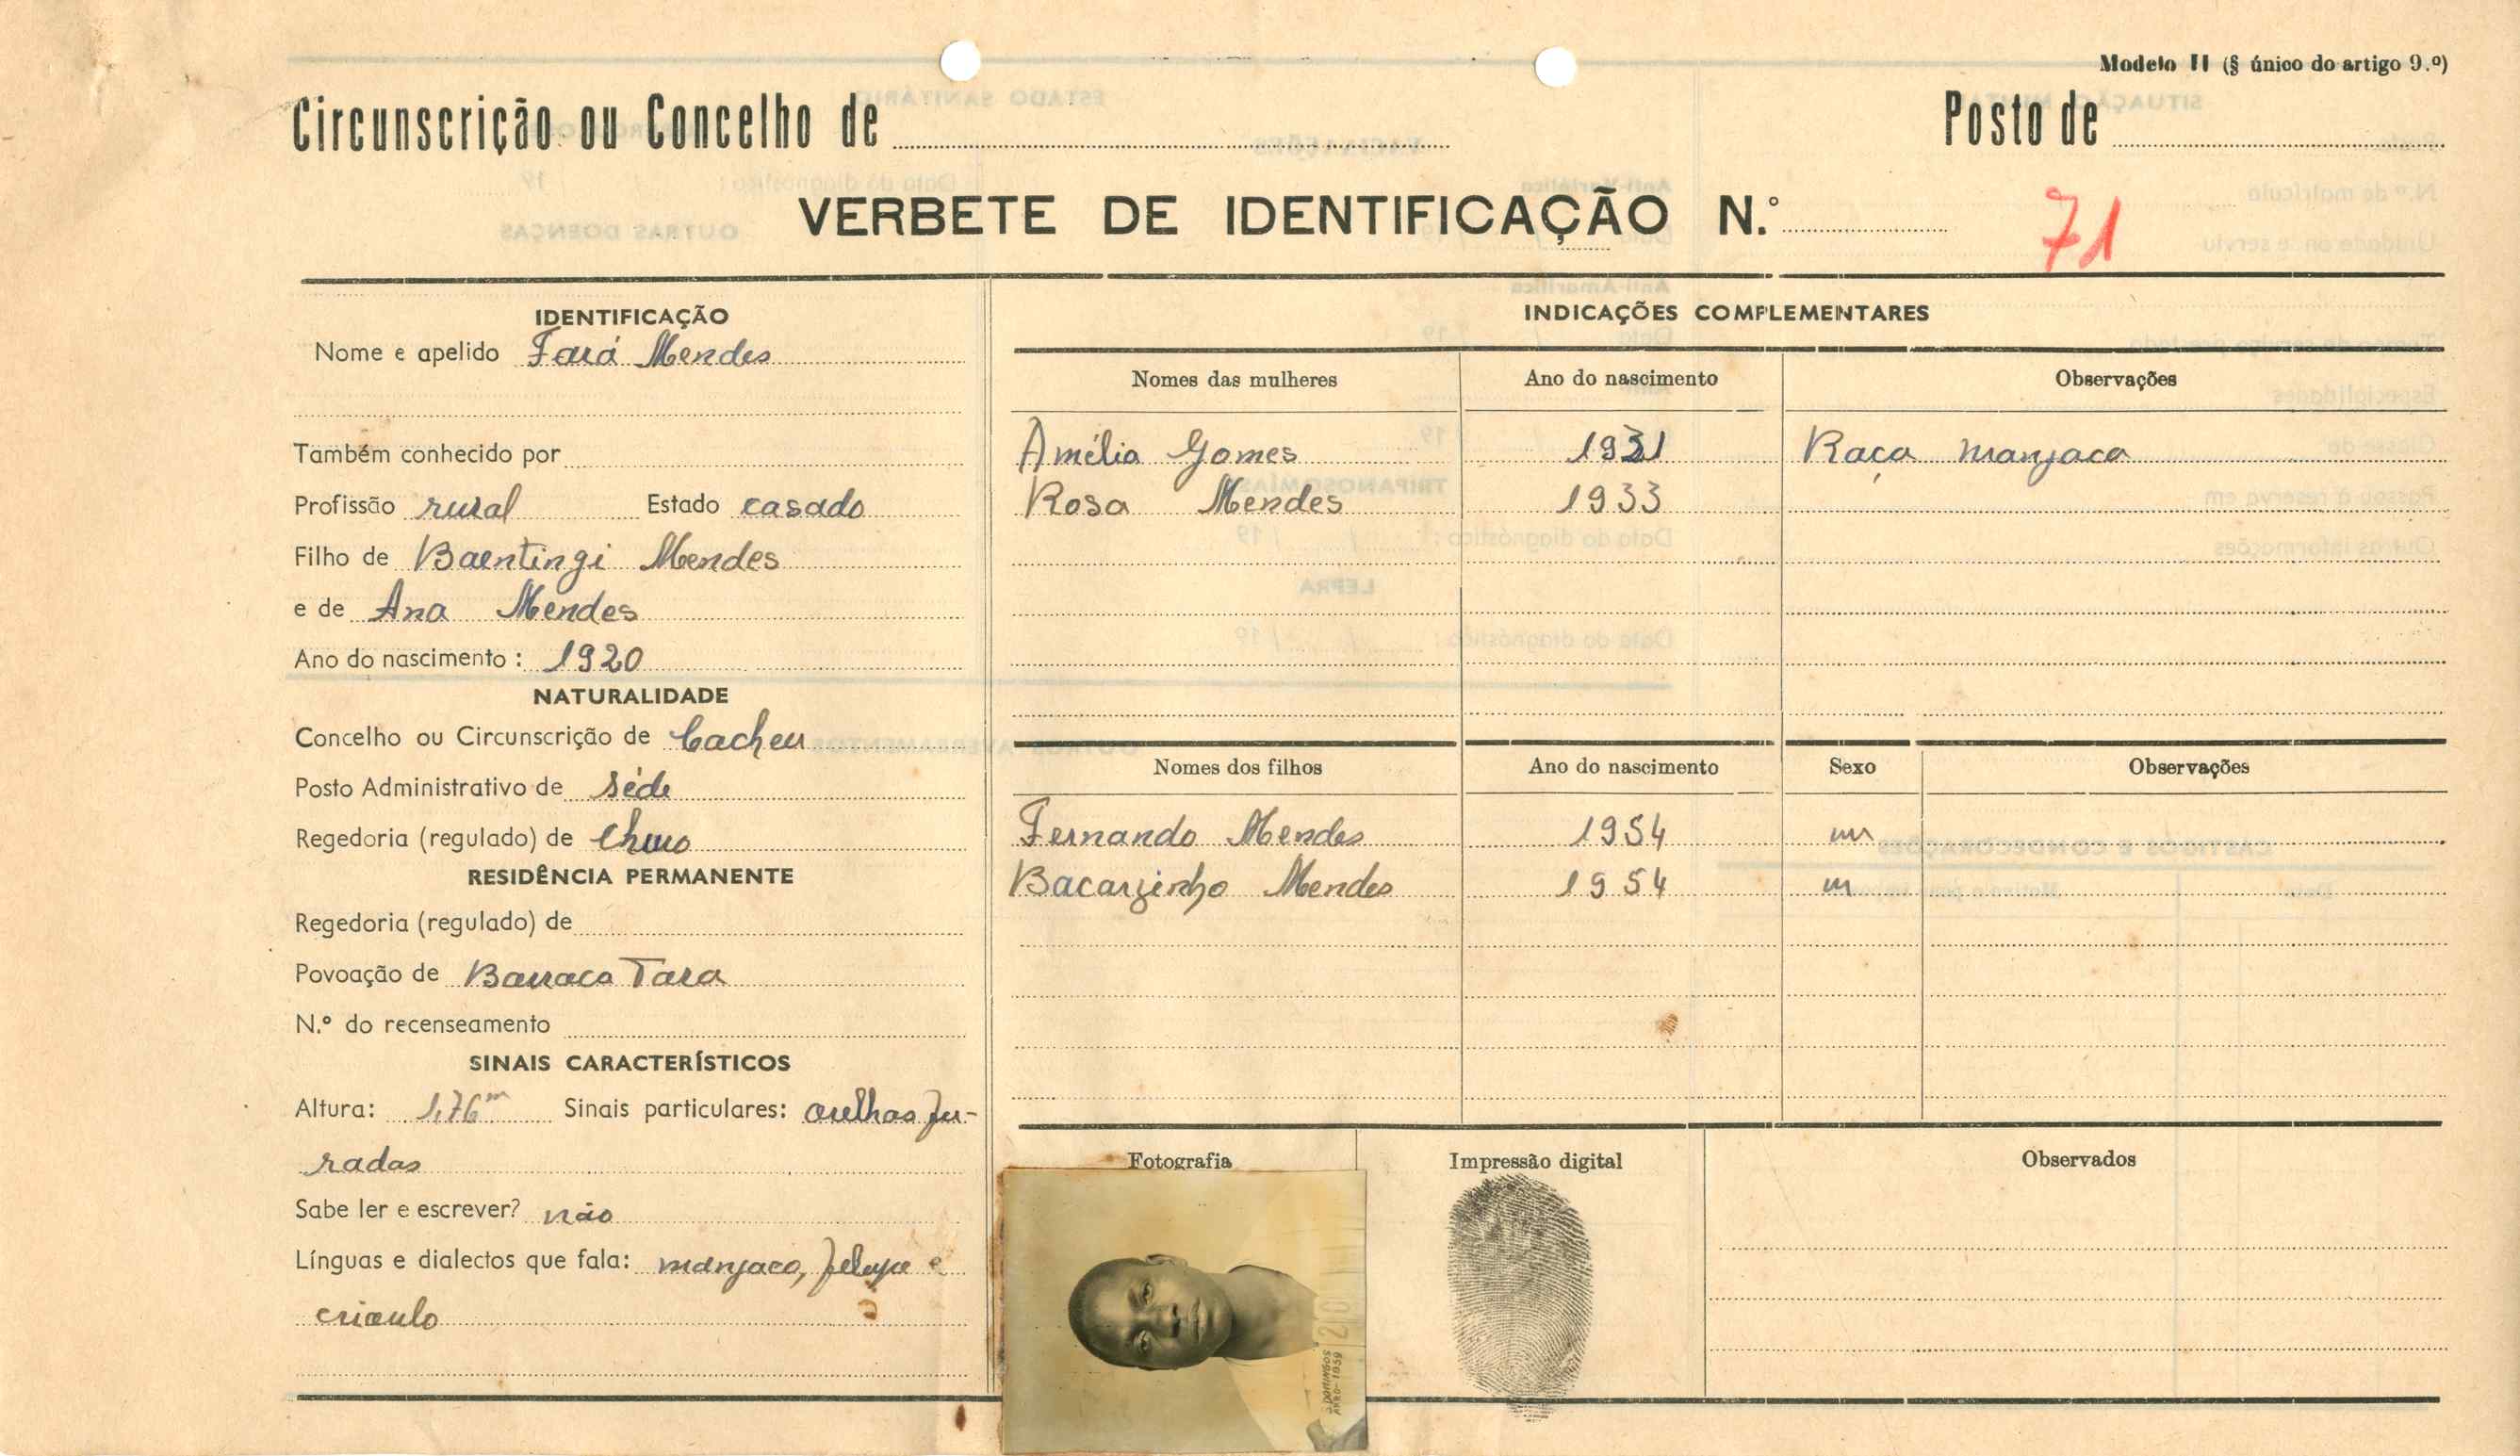 Modelo II (§ único do artigo 9.º)
Circunscrição ou Concelho de Posto de
VERBETE DE IDENTIFICAÇÃO N.º 71
IDENTIFICAÇÃO
Nome e apelido Fará Mendes
Também conhecido por
Profissão rural Estado casado
Filho de Baentingi Mendes
e de Ana Mendes
Ano do nascimento: 1920
NATURALIDADE
Concelho ou Circunscrição de Cacheu
Posto Administrativo de séde
Regedoria (regulado) de
RESIDÊNCIA PERMANENTE
Regedoria (regulado) de
Povoação de Barraca Tara
N.º do recenseamento
SINAIS CARACTERÍSTICOS
Altura: 1,76m Sinais particulares: orelhas fu-
radas
Sabe ler e escrever? não
Línguas e dialectos que fala: manjaco, felupe e
crioulo
INDICAÇÕES COMPLEMENTARES
Nomes das mulheres Ano do nascimento Observações
Amélia Gomes 1931 Raça manjaca
Rosa Mendes 1933
Nomes dos filhos Ano do nascimento Sexo Observações
Fernando Mendes 1954 m
Bacarzinho Mendes 1954 m
Fotografia Impressão digital Observados
S. DOMINGOS
ANRO-1959
201